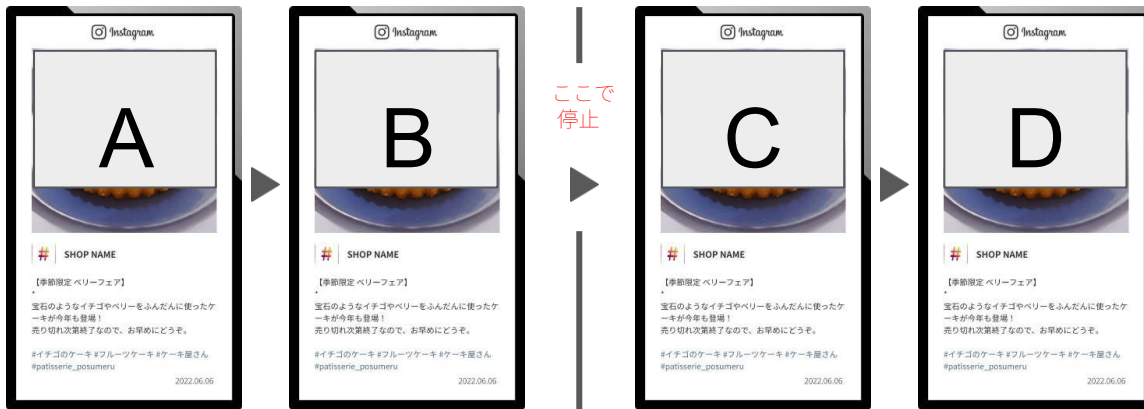 Instagram
A
SHOP NAME
【季節限定 ベリーフェア】
・
宝石のようなイチゴやベリーをふんだんに使ったケ
ーキが今年も登場！
売り切れ次第終了なので、お早めにどうぞ。
#イチゴのケーキ #フルーツケーキ #ケーキ屋さん
#patisserie_posumeru
2022.06.06
Instagram
B
SHOP NAME
【季節限定 ベリーフェア】
・
宝石のようなイチゴやベリーをふんだんに使ったケ
ーキが今年も登場！
売り切れ次第終了なので、お早めにどうぞ。
#イチゴのケーキ #フルーツケーキ #ケーキ屋さん
#patisserie_posumeru
2022.06.06
ここで
停止
Instagram
C
SHOP NAME
【季節限定 ベリーフェア】
・
宝石のようなイチゴやベリーをふんだんに使ったケ
ーキが今年も登場！
売り切れ次第終了なので、お早めにどうぞ。
#イチゴのケーキ #フルーツケーキ #ケーキ屋さん
#patisserie_posumeru
2022.06.06
Instagram
D
SHOP NAME
【季節限定 ベリーフェア】
・
宝石のようなイチゴやベリーをふんだんに使ったケ
ーキが今年も登場！
売り切れ次第終了なので、お早めにどうぞ。
#イチゴのケーキ #フルーツケーキ #ケーキ屋さん
#patisserie_posumeru
2022.06.06